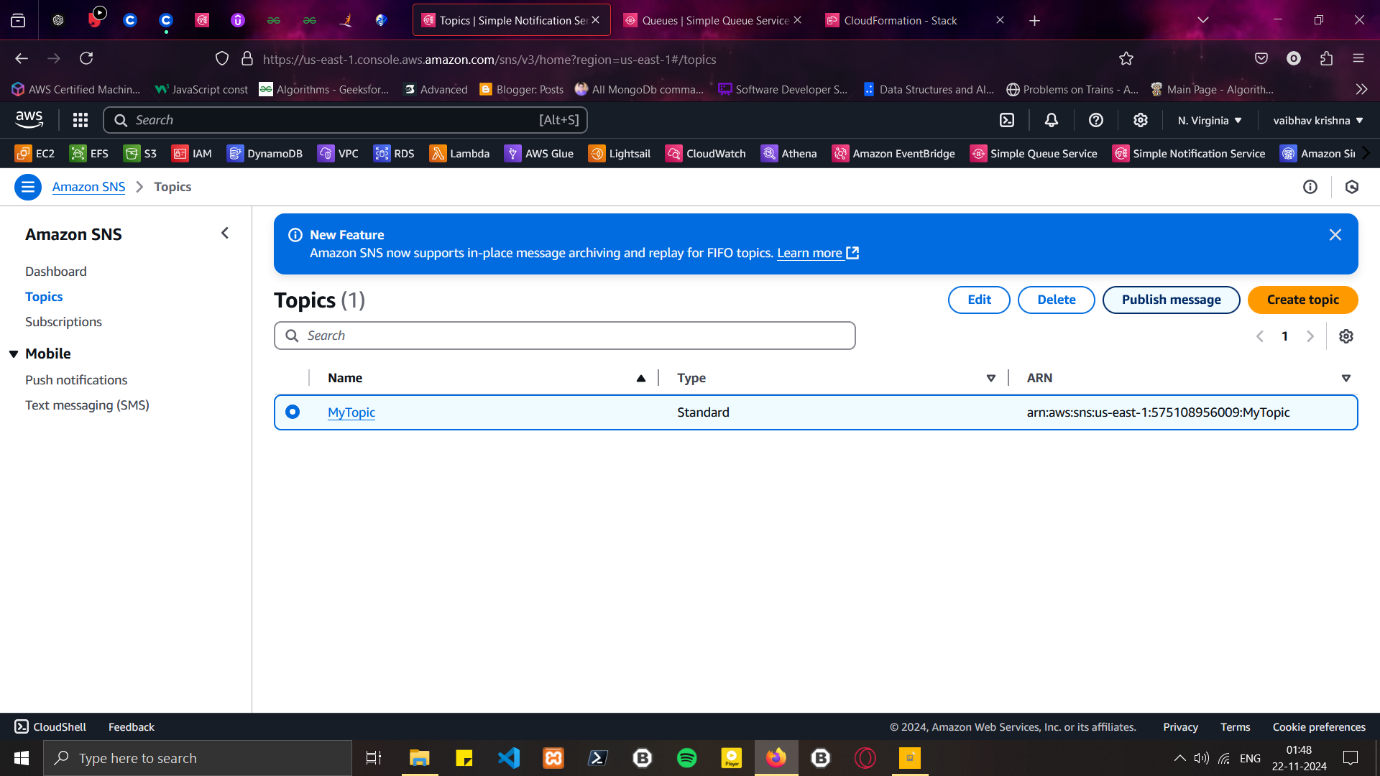 Topics | Simple Notification Se
Queues | Simple Queue Service
CloudFormation - Stack
https://us-east-1.console.aws.amazon.com/sns/v3/home?region=us-east-1#/topics
AWS Certified Machin...
JavaScript const
Algorithms - Geeksfor...
Advanced
Blogger: Posts
All MongoDb comma...
Software Developer S...
Data Structures and Al...
Problems on Trains - A...
Main Page - Algorith...
aws
Search
[Alt+S]
N. Virginia
vaibhav krishna
EC2
EFS
S3
IAM
DynamoDB
VPC
RDS
Lambda
AWS Glue
Lightsail
CloudWatch
Athena
Amazon EventBridge
Simple Queue Service
Simple Notification Service
Amazon Sir
Amazon SNS
Topics
Amazon SNS
Dashboard
Topics
Subscriptions
Mobile
Push notifications
Text messaging (SMS)
New Feature
Amazon SNS now supports in-place message archiving and replay for FIFO topics. Learn more
Topics (1)
Edit
Delete
Publish message
Create topic
Search
1
Name
Type
ARN
MyTopic
Standard
arn:aws:sns:us-east-1:575108956009:MyTopic
CloudShell
Feedback
© 2024, Amazon Web Services, Inc. or its affiliates.
Privacy
Terms
Cookie preferences
Type here to search
ENG
01:48
22-11-2024